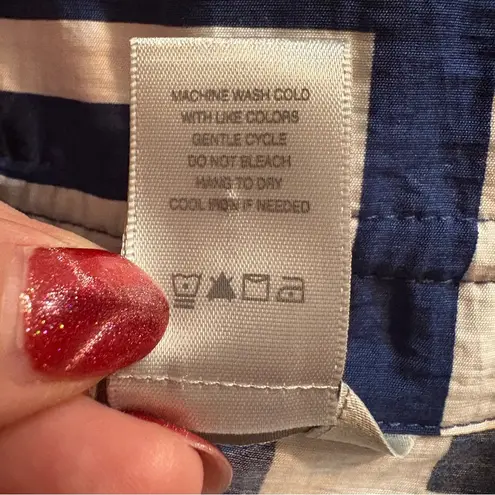 MACHINE WASH COLD
WITH LIKE COLORS
GENTLE CYCLE
DO NOT BLEACH
HANG TO DRY
COOL IRON IF NEEDED